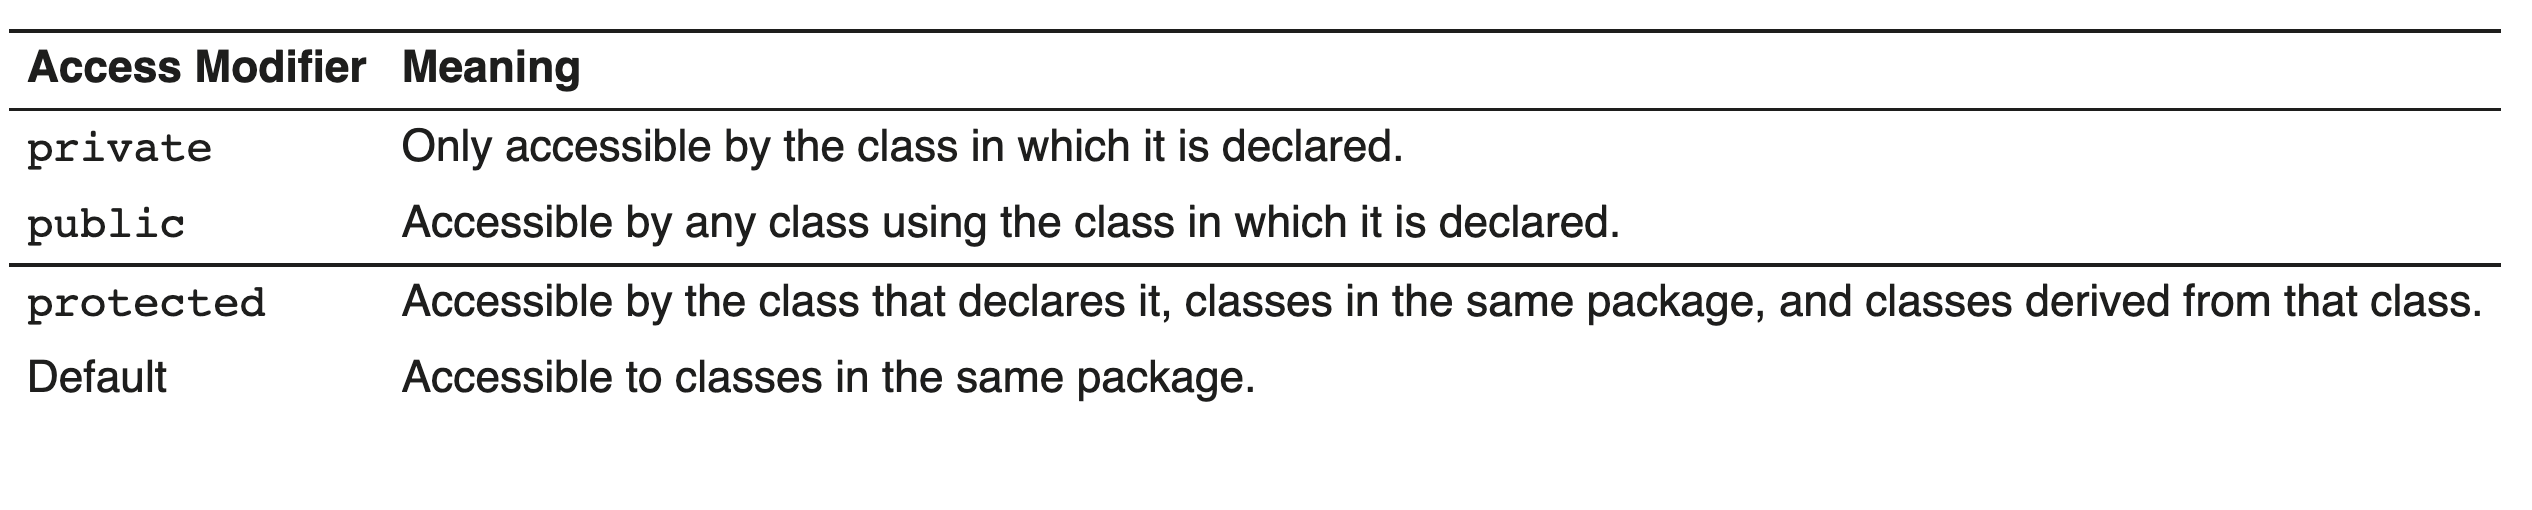 Access Modifier Meaning
private Only accessible by the class in which it is declared.
public Accessible by any class using the class in which it is declared.
protected Accessible by the class that declares it, classes in the same package, and classes derived from that class.
Default Accessible to classes in the same package.